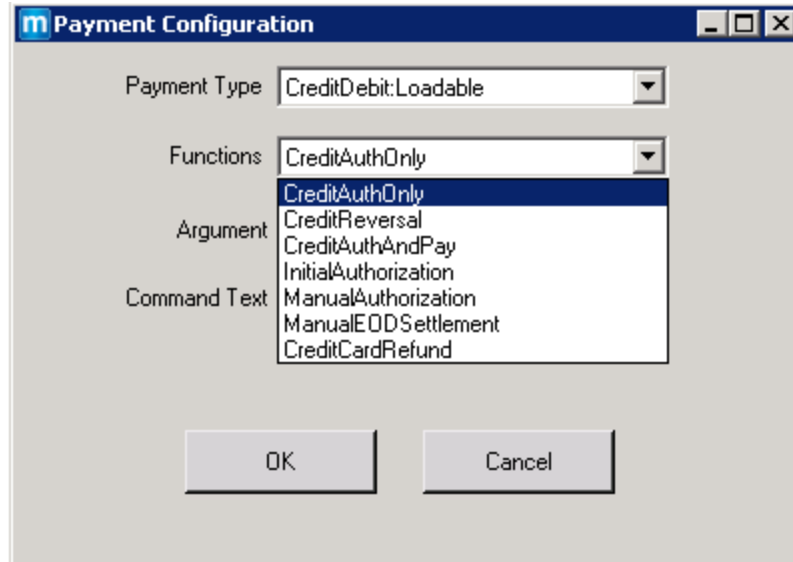 m Payment Configuration
Payment Type CreditDebit:Loadable
Functions CreditAuthOnly
CreditAuthOnly
CreditReversal
Argument
CreditAuthAndPay
InitialAuthorization
Command Text ManualAuthorization
ManualEODSettlement
CreditCardRefund
OK Cancel